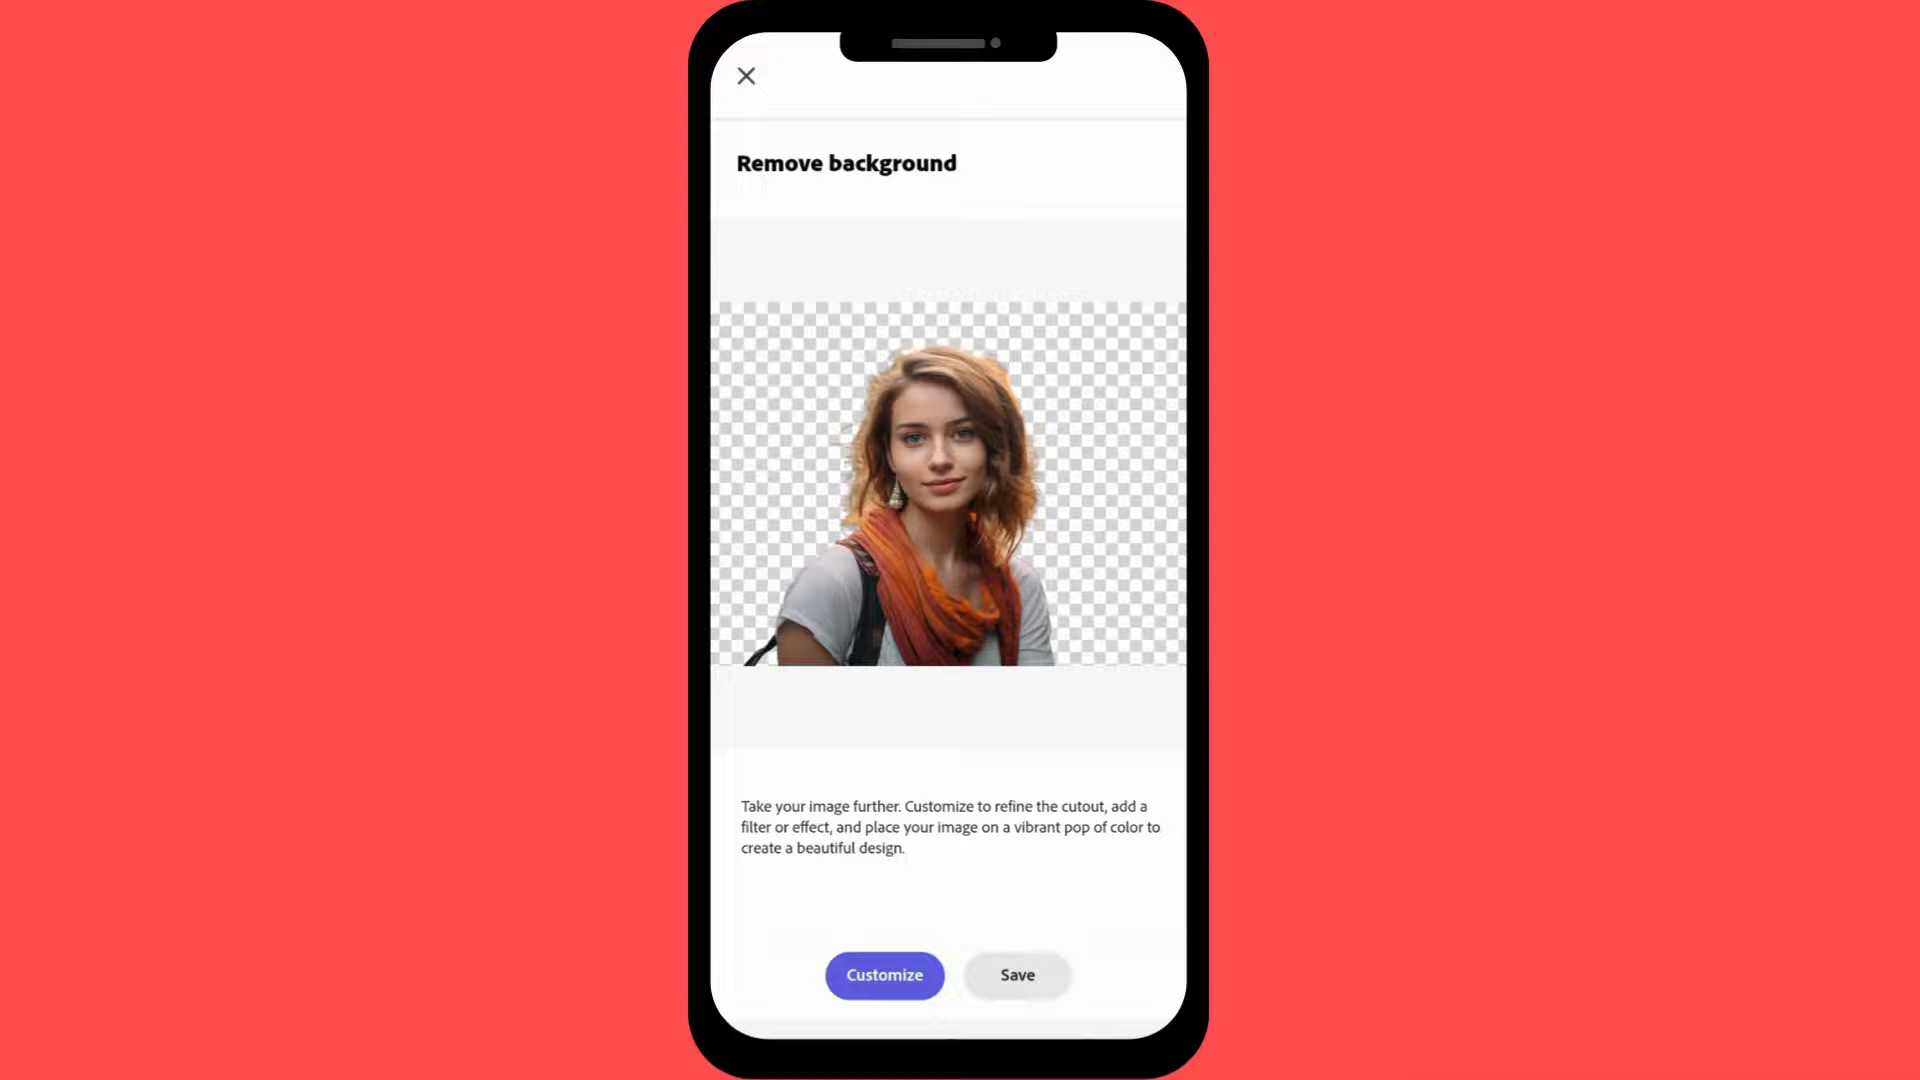 Remove background
Take your image further. Customize to refine the cutout, add a
filter or effect, and place your image on a vibrant pop of color to
create a beautiful design.
Customize
Save